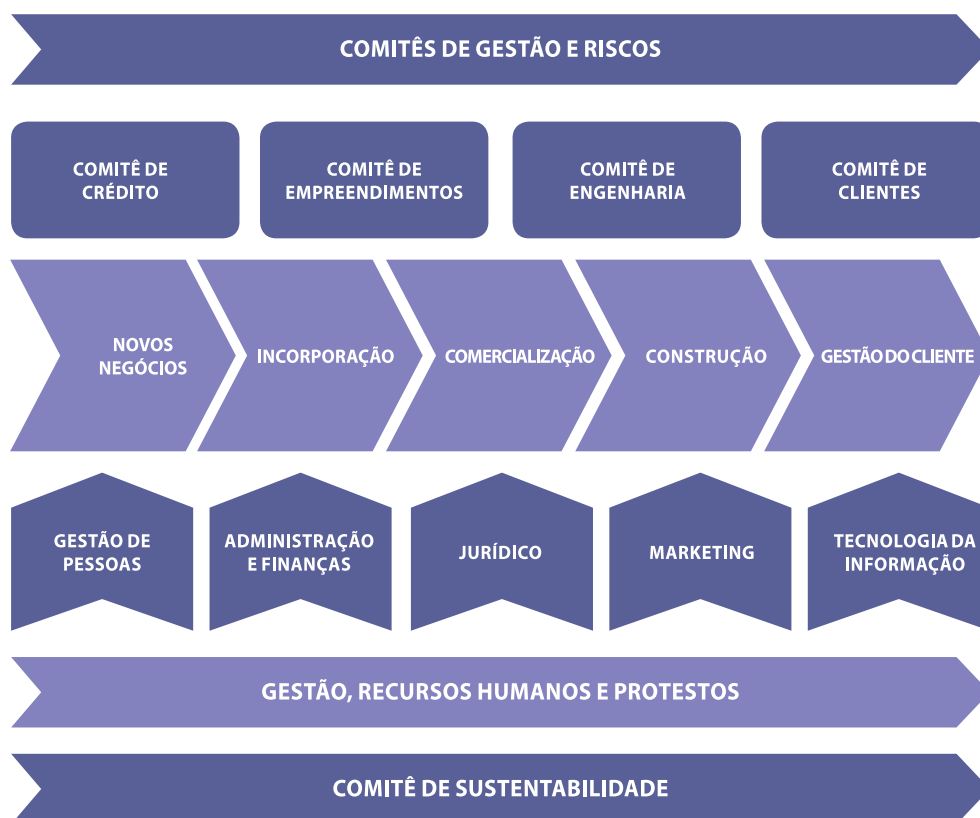 COMITÊS DE GESTÃO E RISCOS
COMITÊ DE
CRÉDITO
COMITÊ DE
EMPREENDIMENTOS
COMITÊ DE
ENGENHARIA
COMITÊ DE
CLIENTES
NOVOS
NEGÓCIOS
INCORPORAÇÃO
COMERCIALIZAÇÃO
CONSTRUÇÃO
GESTÃO DO CLIENTE
GESTÃO DE
PESSOAS
ADMINISTRAÇÃO
E FINANÇAS
JURÍDICO
MARKETING
TECNOLOGIA DA
INFORMAÇÃO
GESTÃO, RECURSOS HUMANOS E PROTESTOS
COMITÊ DE SUSTENTABILIDADE